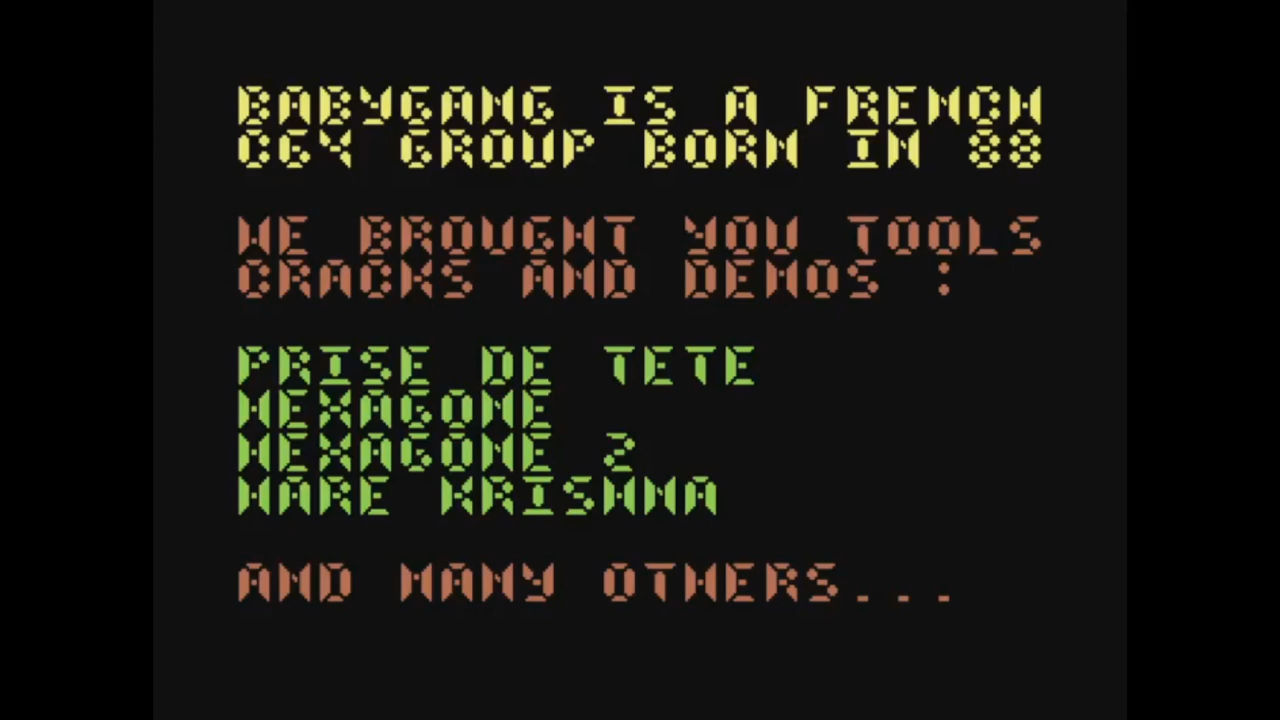 BABYGANG IS A FRENCH
C64 GROUP BORN IN 88
WE BROUGHT YOU TOOLS
CRACKS AND DEMOS :
PRISE DE TETE
HEXAGONE
HEXAGONE 2
HARE KRISHNA
AND MANY OTHERS...